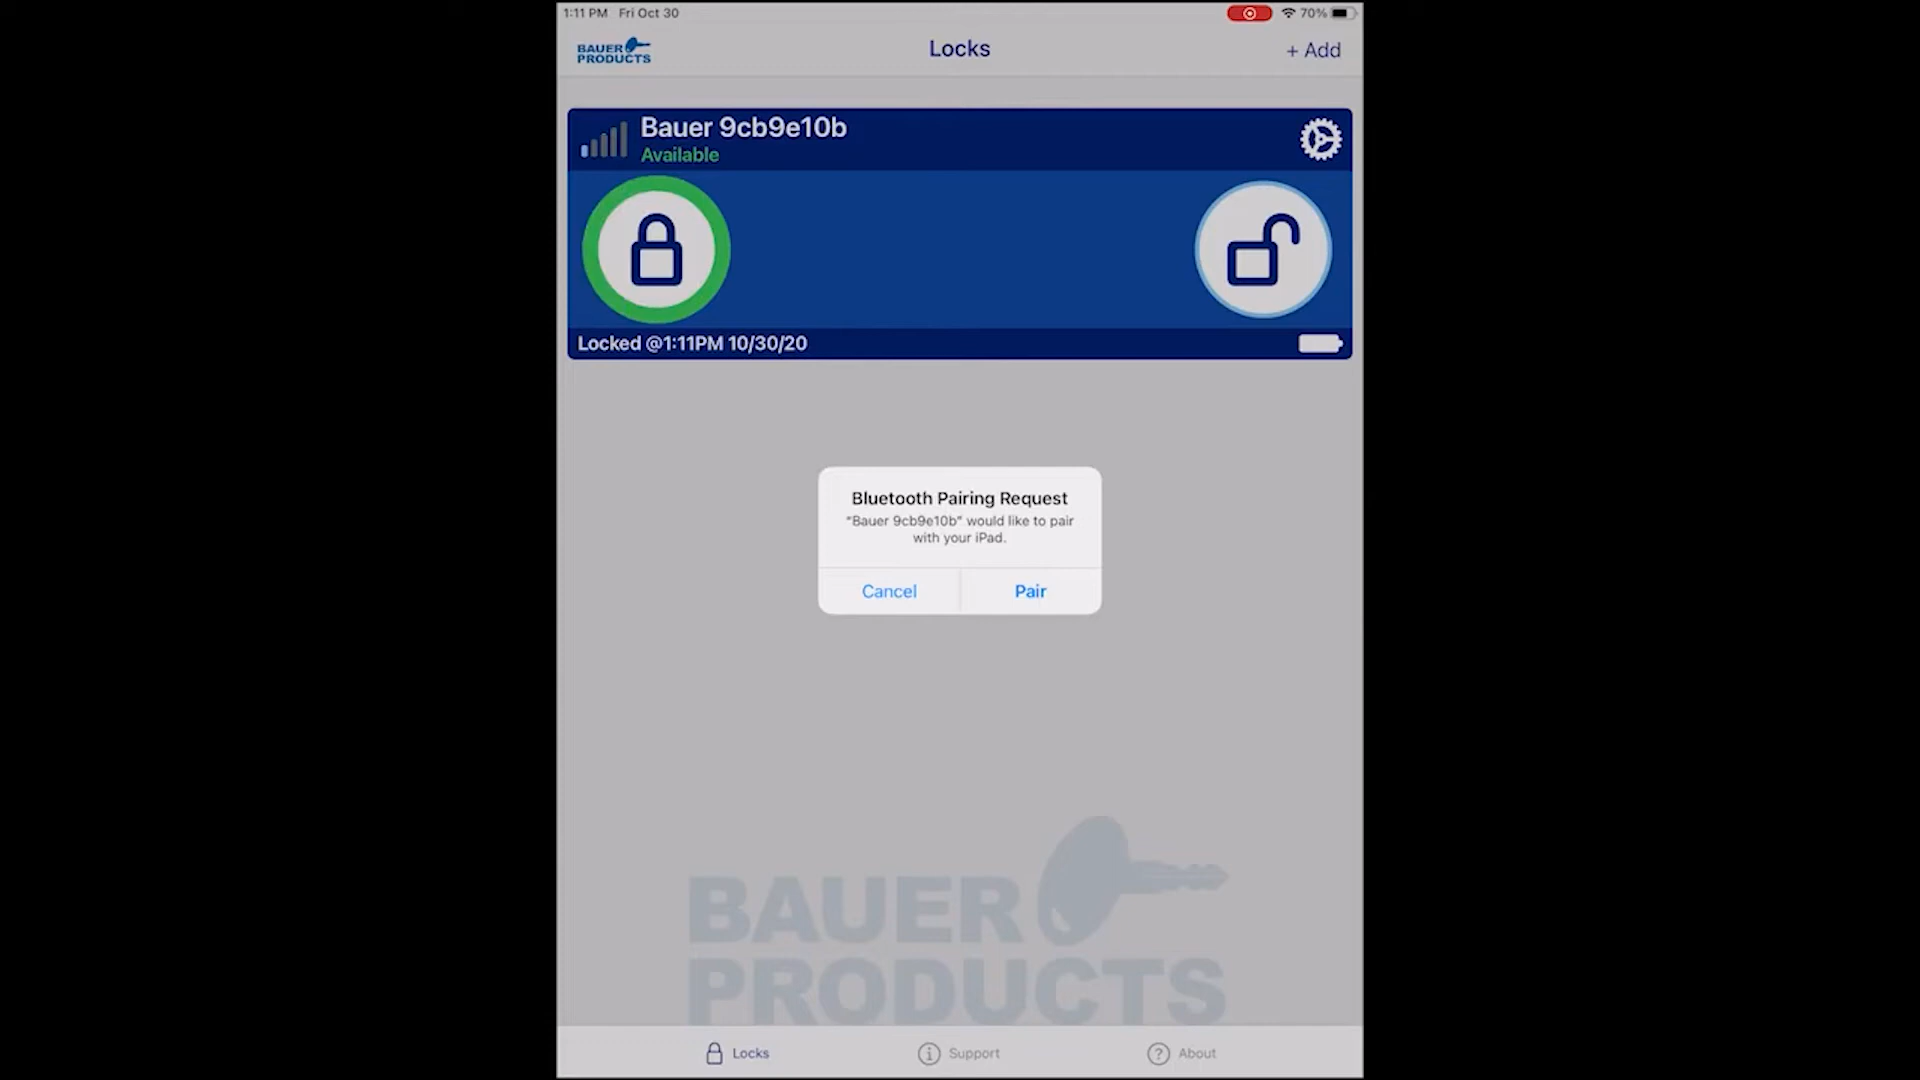 1:11 PM Fri Oct 30
70%
BAUER
PRODUCTS
Locks
+ Add
Bauer 9cb9e10b
Available
Locked @1:11PM 10/30/20
Bluetooth Pairing Request
"Bauer 9cb9e10b" would like to pair
with your iPad.
Cancel
Pair
BAUER
PRODUCTS
Locks
Support
About